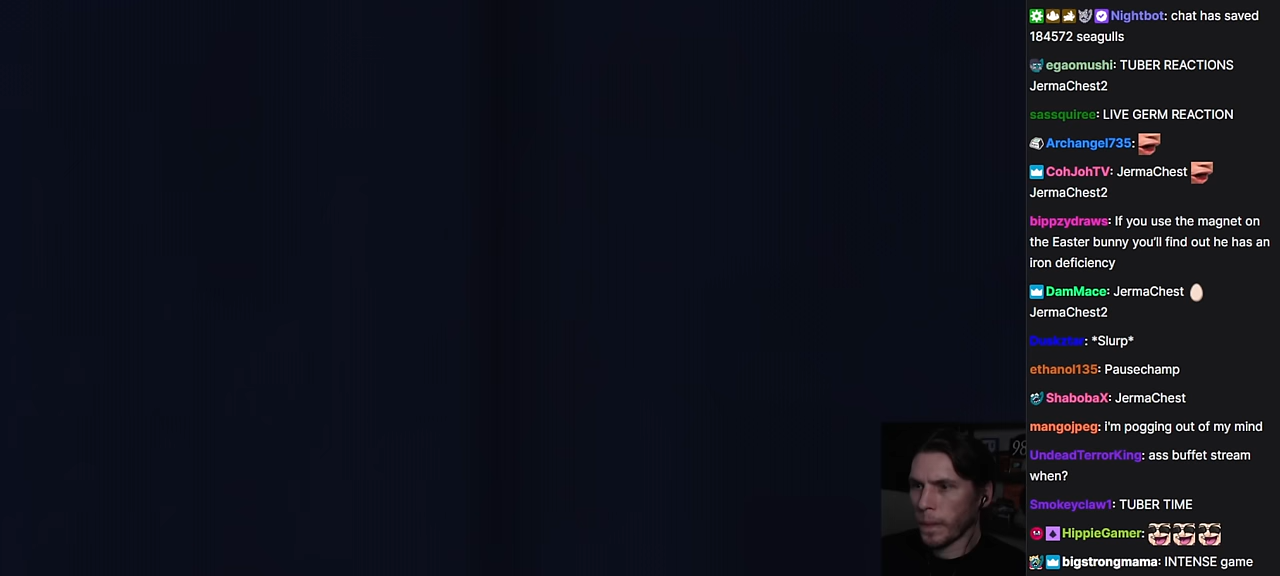 Nightbot: chat has saved
184572 seagulls
egaomushi: TUBER REACTIONS
JermaChest2
sassquiree: LIVE GERM REACTION
Archangel735:
CohJohTV: JermaChest
JermaChest2
bippzydraws: If you use the magnet on
the Easter bunny you’ll find out he has an
iron deficiency
DamMace: JermaChest
JermaChest2
: *Slurp*
ethanol135: Pausechamp
ShabobaX: JermaChest
mangojpeg: i'm pogging out of my mind
UndeadTerrorKing: ass buffet stream
when?
Smokeyclaw1: TUBER TIME
HippieGamer:
bigstrongmama: INTENSE game
98